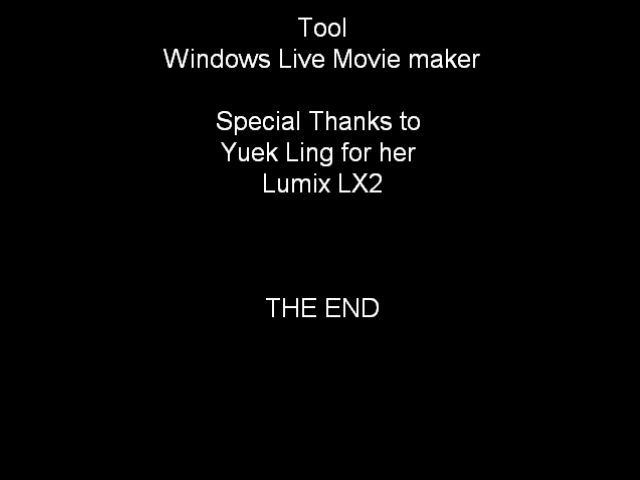 Tool
Windows Live Movie maker
Special Thanks to
Yuek Ling for her
Lumix LX2
THE END